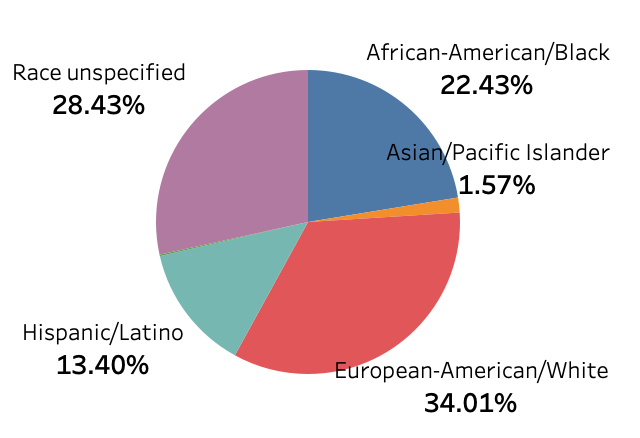 African-American/Black
22.43%
Race unspecified
28.43%
Asian/Pacific Islander
1.57%
Hispanic/Latino
13.40%
European-American/White
34.01%